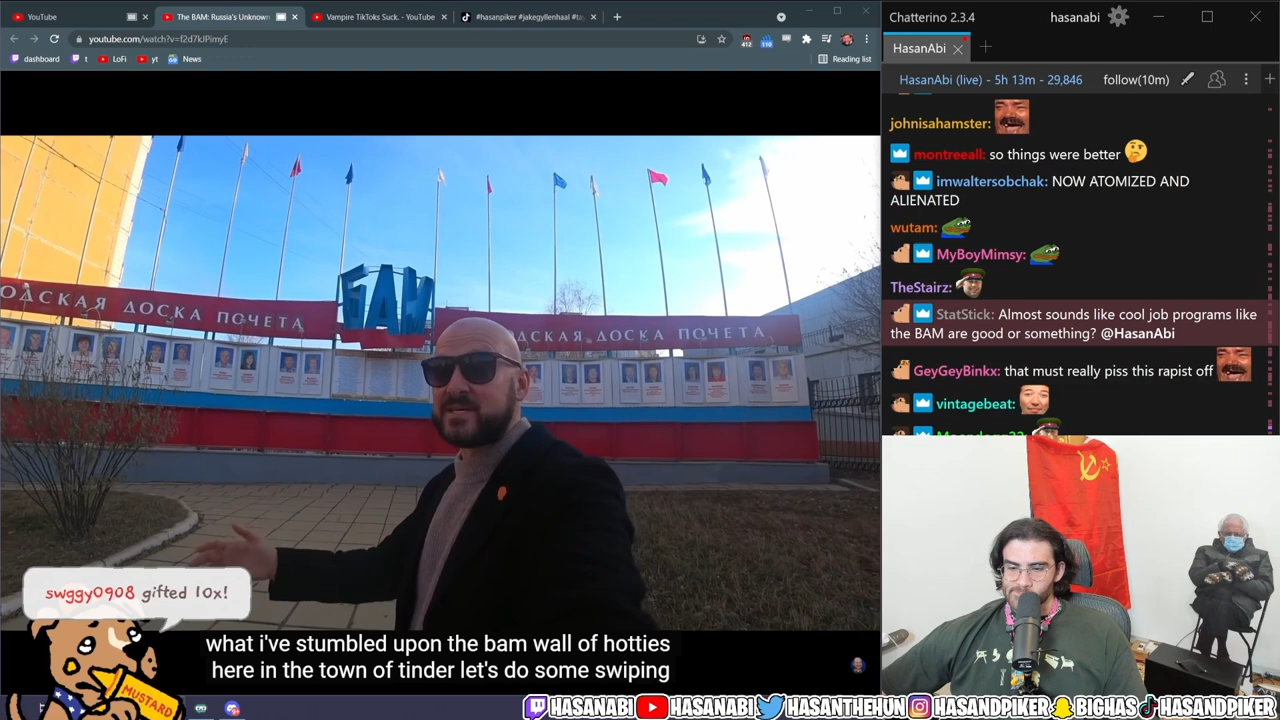 YouTube
The BAM: Russia's Unknown
Vampire TikToks Suck. - YouTube
#hasanpiker #jakegyllenhaal #ta
youtube.com/watch?v=f2d7kJPimyE
412
110
dashboard
t
LoFi
yt
News
Reading list
ОДСКАЯ ДОСКА ПОЧЕТА
БАМ
ДСКАЯ ДОСКА ПОЧЕТА
swggy0908 gifted 10x!
MUSTARD
what i've stumbled upon the bam wall of hotties
here in the town of tinder let's do some swiping
Chatterino 2.3.4
hasanabi
HasanAbi
HasanAbi (live) - 5h 13m - 29,846
follow(10m)
johnisahamster:
montreeall: so things were better
imwaltersobchak: NOW ATOMIZED AND
ALIENATED
wutam:
MyBoyMimsy:
TheStairz:
StatStick: Almost sounds like cool job programs like
the BAM are good or something? @HasanAbi
GeyGeyBinkx: that must really piss this rapist off
vintagebeat:
HASANABI
HASANABI
HASANTHEHUN
HASANDPIKER
BIGHAS
HASANDPIKER